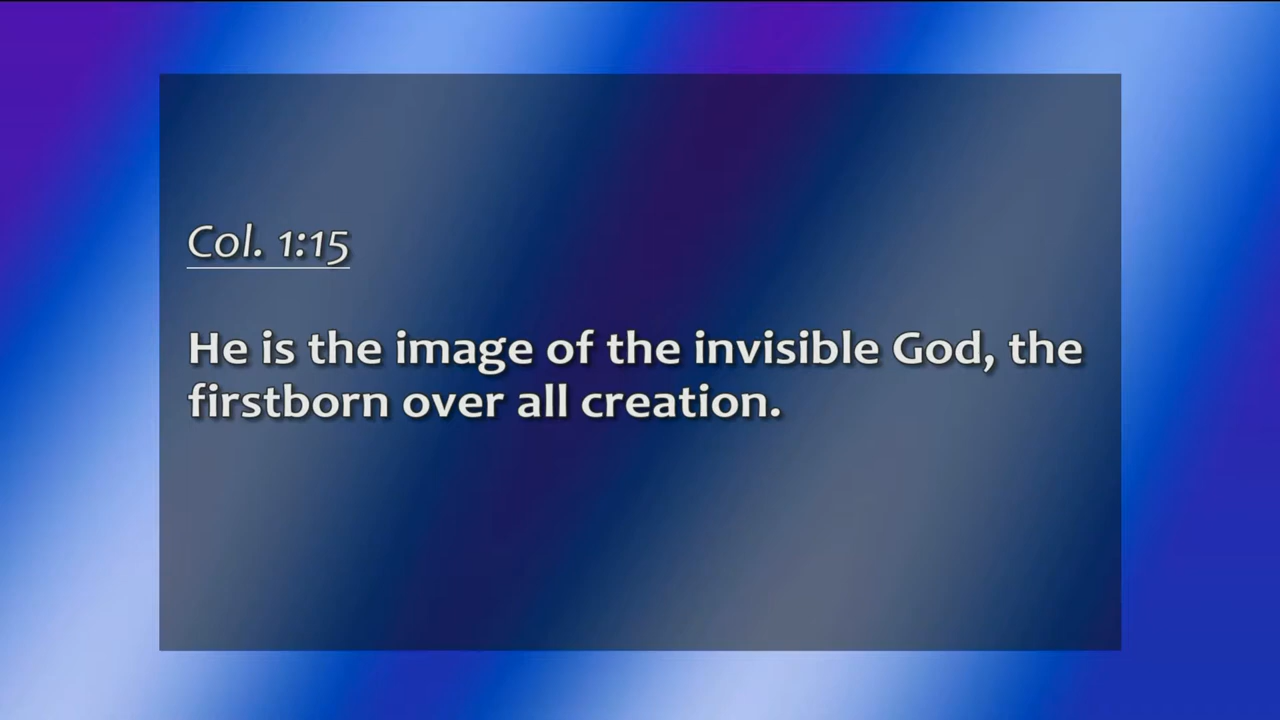 Col. 1:15
He is the image of the invisible God, the
firstborn over all creation.